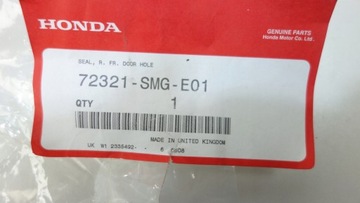 HONDA
GENUINE PARTS
Honda Motor Co., Ltd.
HONDA
SEAL, R. FR. DOOR HOLE
72321-SMG-E01
QTY 1
MADE IN UNITED KINGDOM